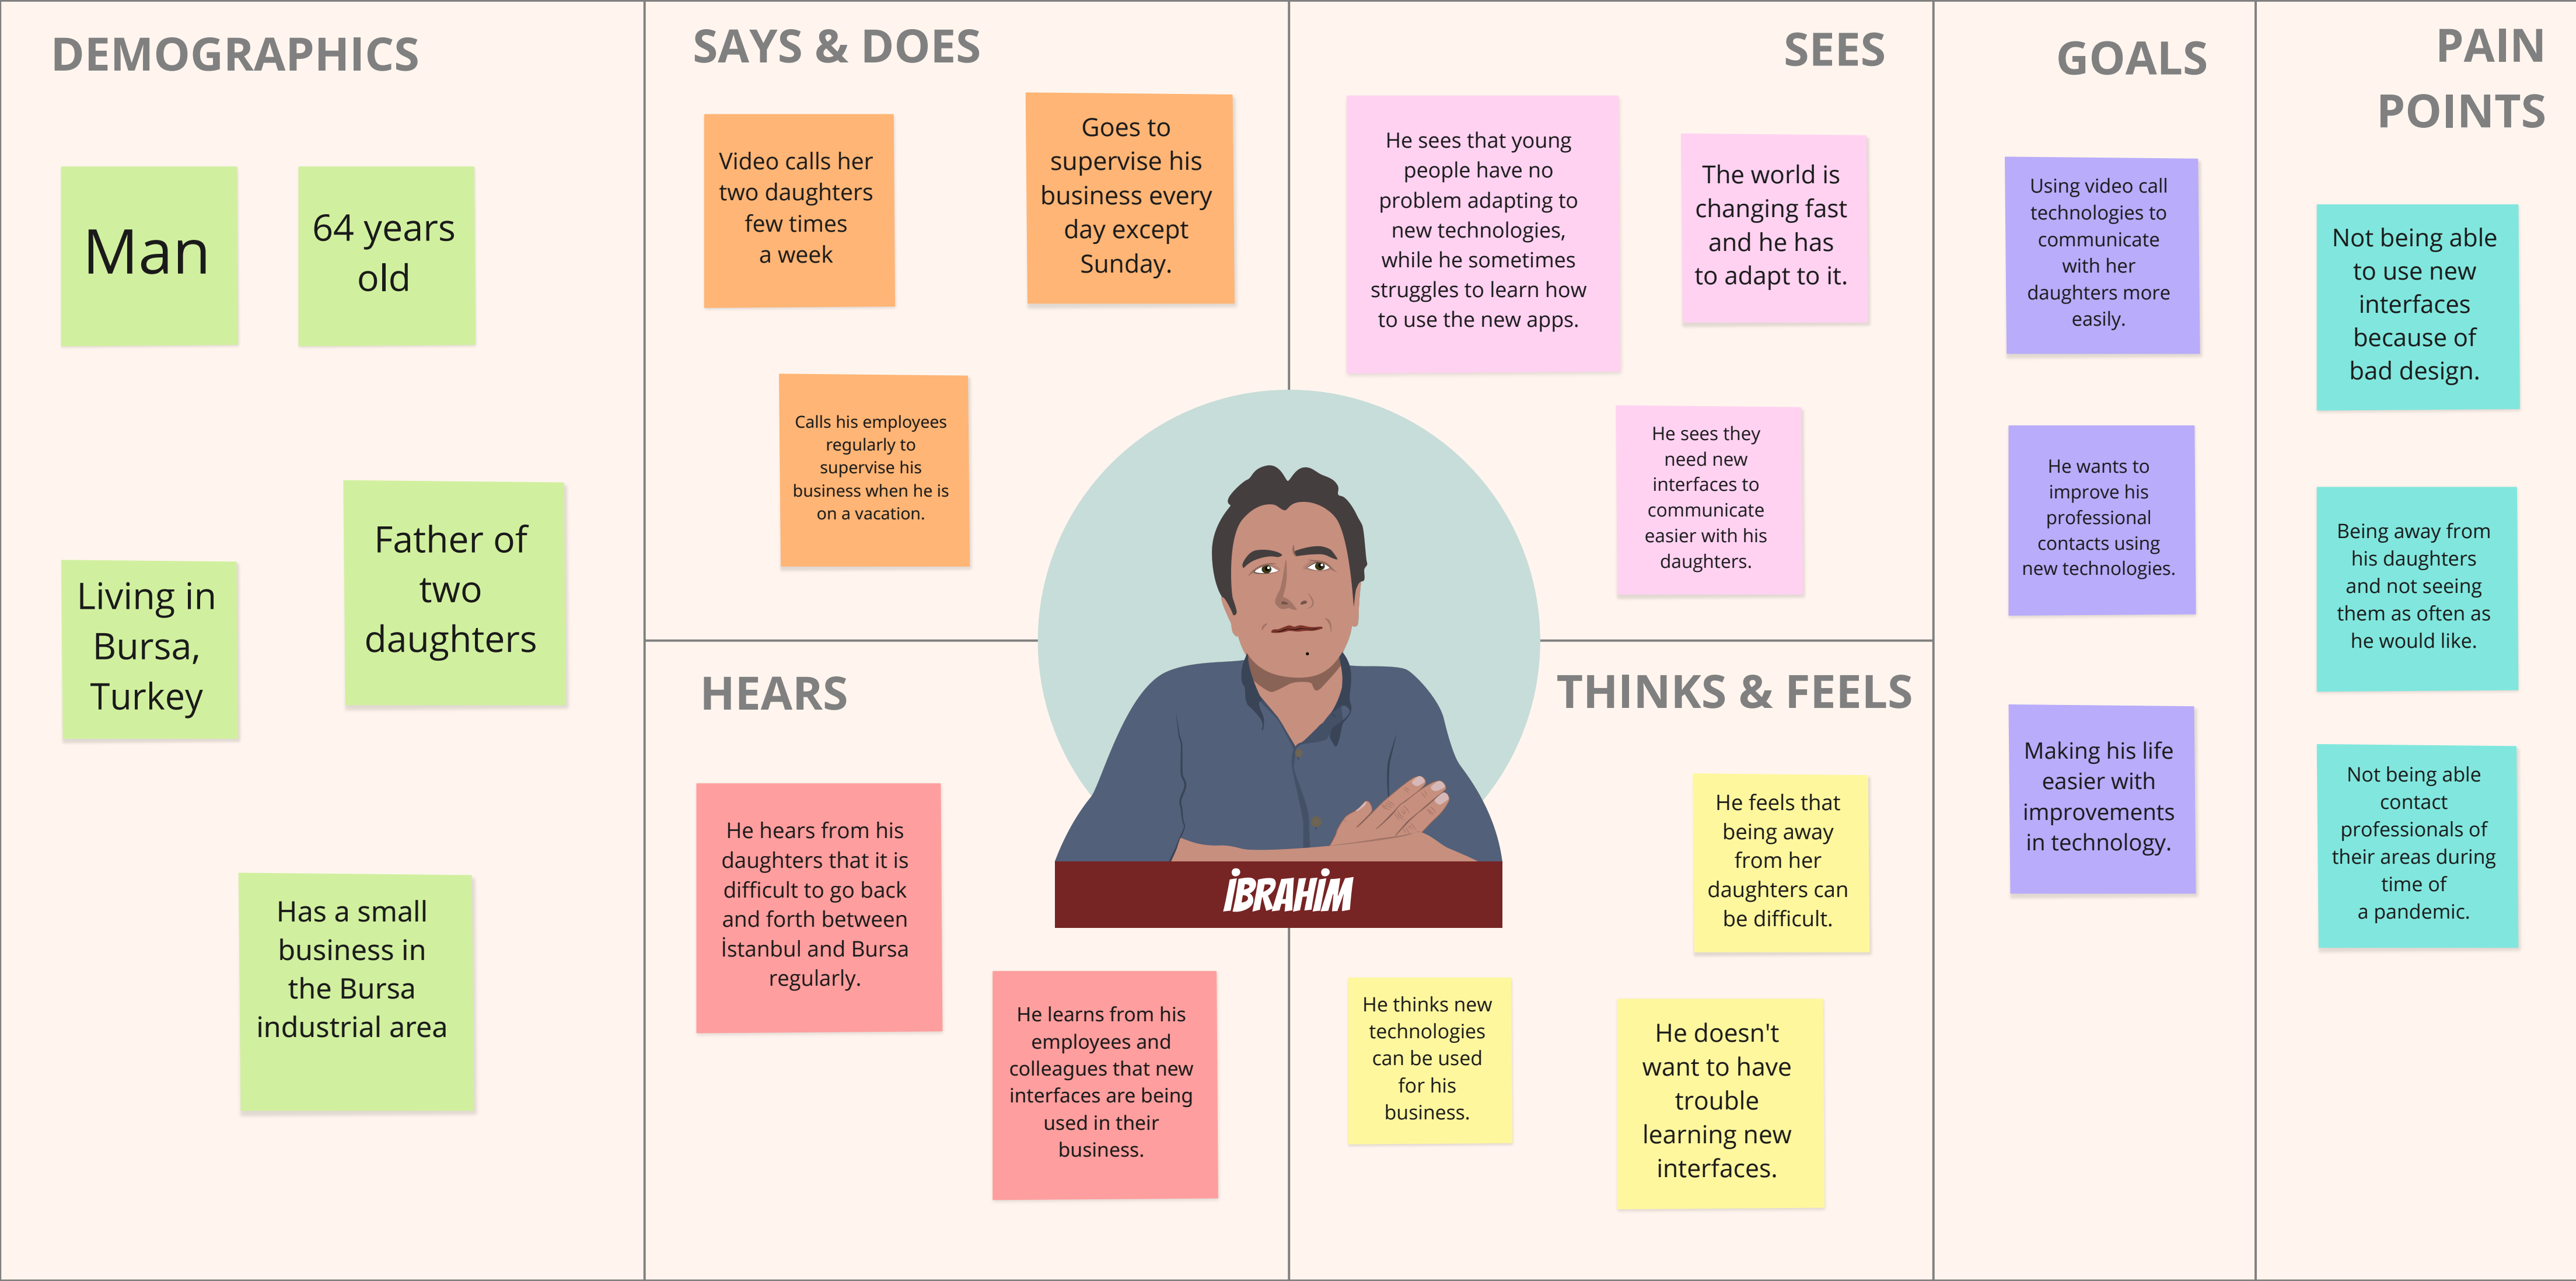 DEMOGRAPHICS
Man
64 years
old
Living in
Bursa,
Turkey
Father of
two
daughters
Has a small
business in
the Bursa
industrial area
SAYS & DOES
Video calls her
two daughters
few times
a week
Goes to
supervise his
business every
day except
Sunday.
Calls his employees
regularly to
supervise his
business when he is
on a vacation.
SEES
He sees that young
people have no
problem adapting to
new technologies,
while he sometimes
struggles to learn how
to use the new apps.
The world is
changing fast
and he has
to adapt to it.
He sees they
need new
interfaces to
communicate
easier with his
daughters.
HEARS
He hears from his
daughters that it is
difficult to go back
and forth between
İstanbul and Bursa
regularly.
He learns from his
employees and
colleagues that new
interfaces are being
used in their
business.
İBRAHİM
THINKS & FEELS
He feels that
being away
from her
daughters can
be difficult.
He thinks new
technologies
can be used
for his
business.
He doesn't
want to have
trouble
learning new
interfaces.
GOALS
Using video call
technologies to
communicate
with her
daughters more
easily.
He wants to
improve his
professional
contacts using
new technologies.
Making his life
easier with
improvements
in technology.
PAIN
POINTS
Not being able
to use new
interfaces
because of
bad design.
Being away from
his daughters
and not seeing
them as often as
he would like.
Not being able
contact
professionals of
their areas during
time of
a pandemic.